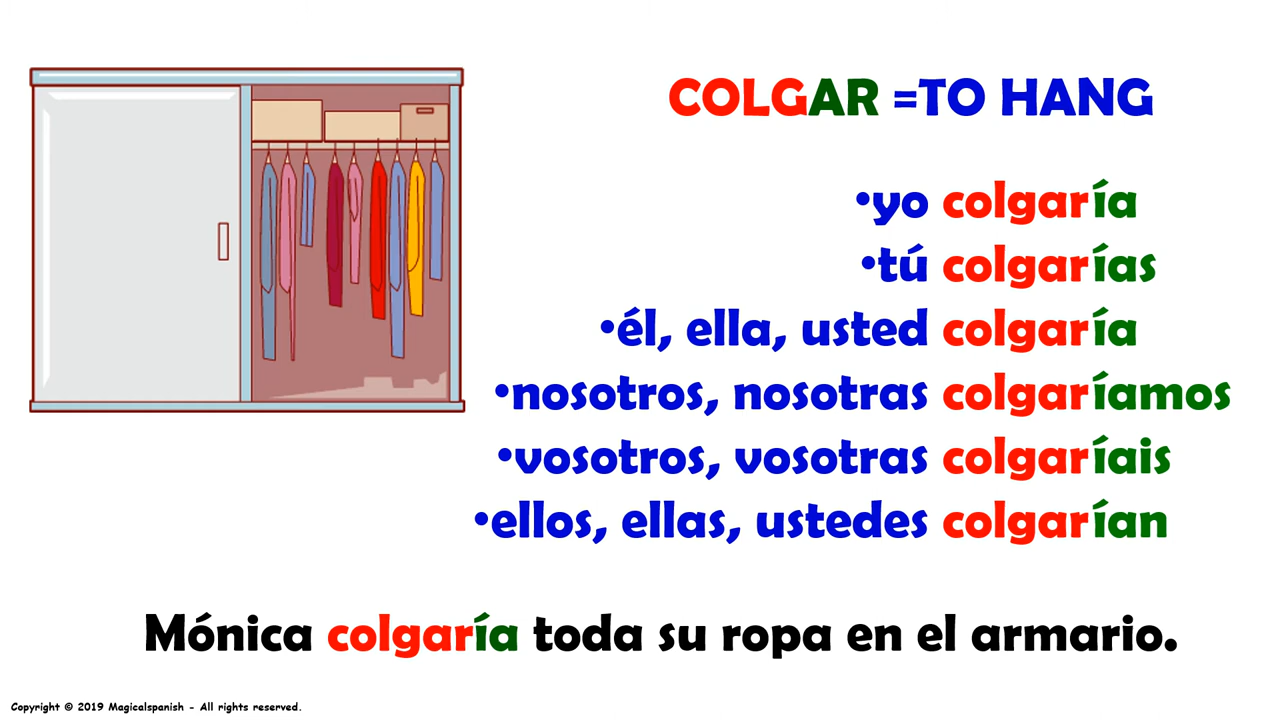 COLGAR =TO HANG
•yo colgaría
•tú colgarías
•él, ella, usted colgaría
•nosotros, nosotras colgaríamos
•vosotros, vosotras colgaríais
•ellos, ellas, ustedes colgarían
Mónica colgaría toda su ropa en el armario.
Copyright © 2019 Magicalspanish - All rights reserved.